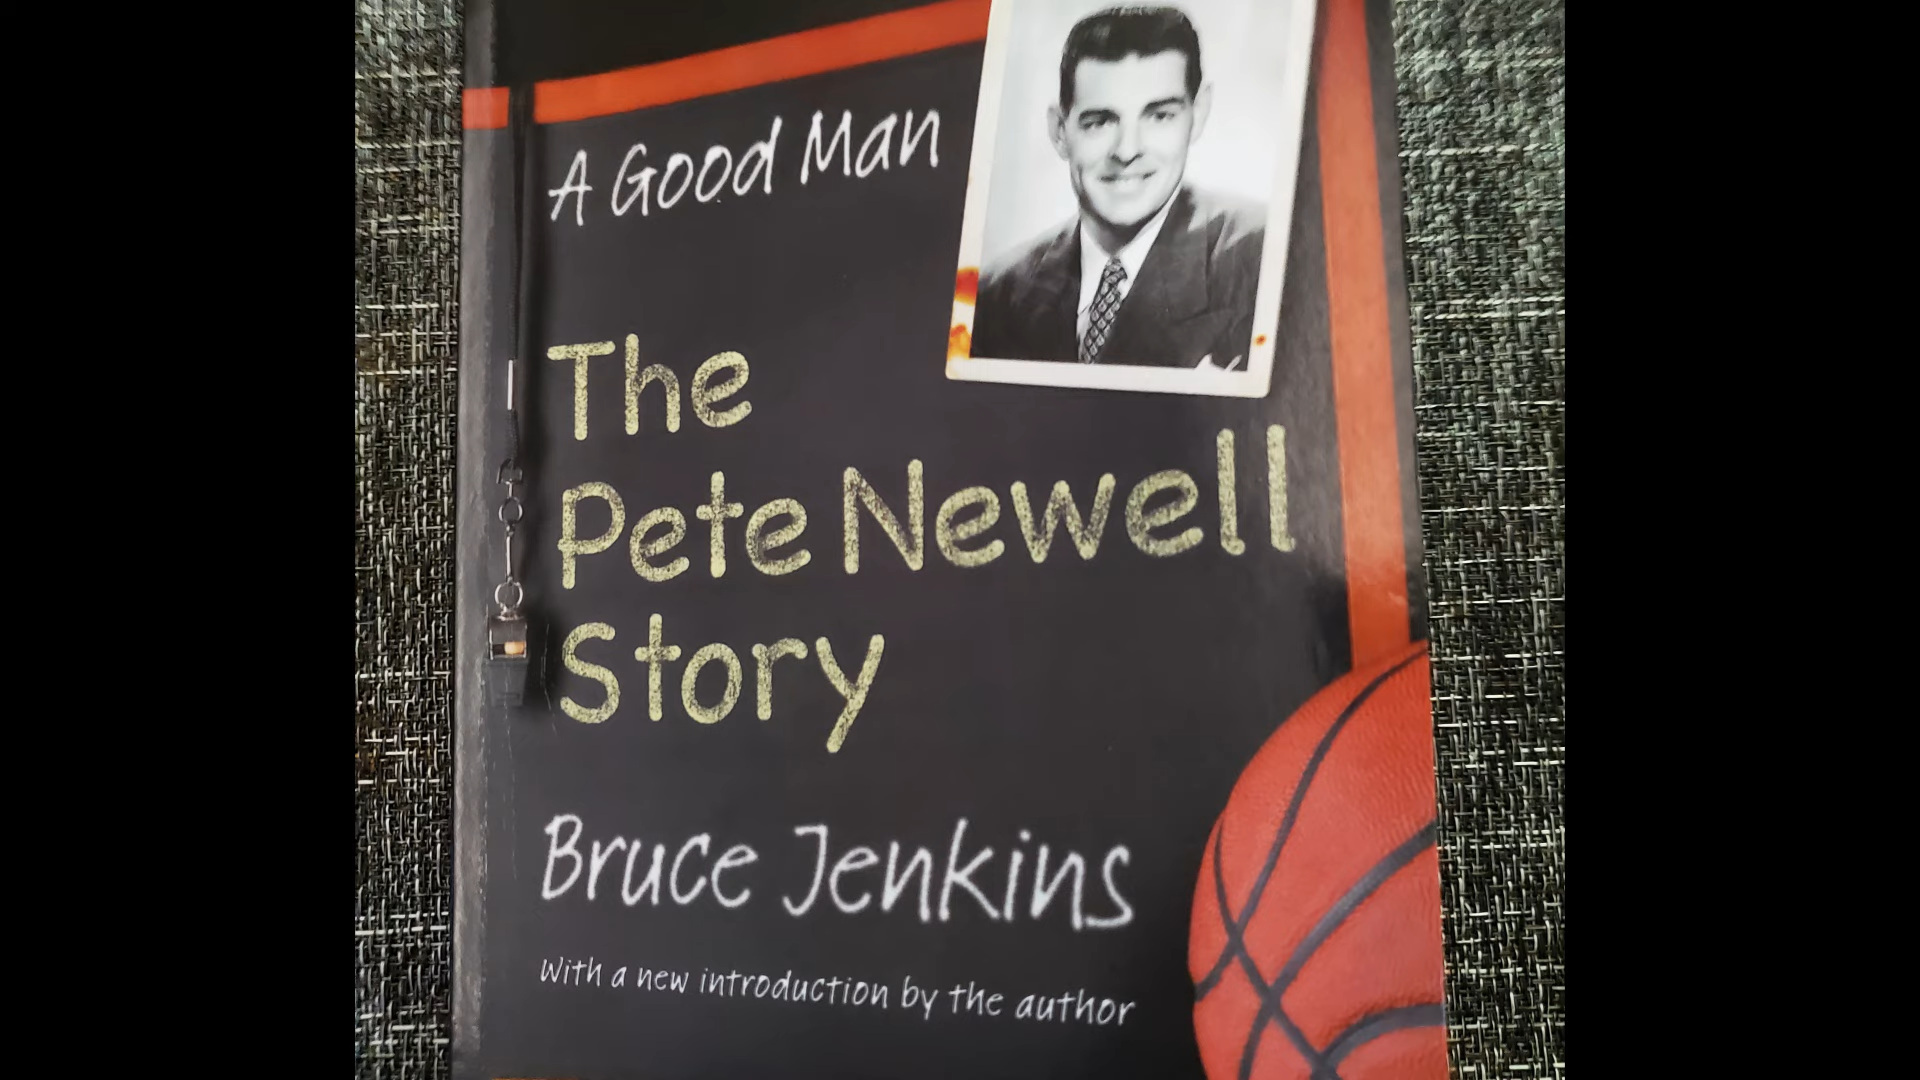 A Good Man
The
Pete Newell
Story
Bruce Jenkins
With a new introduction by the author